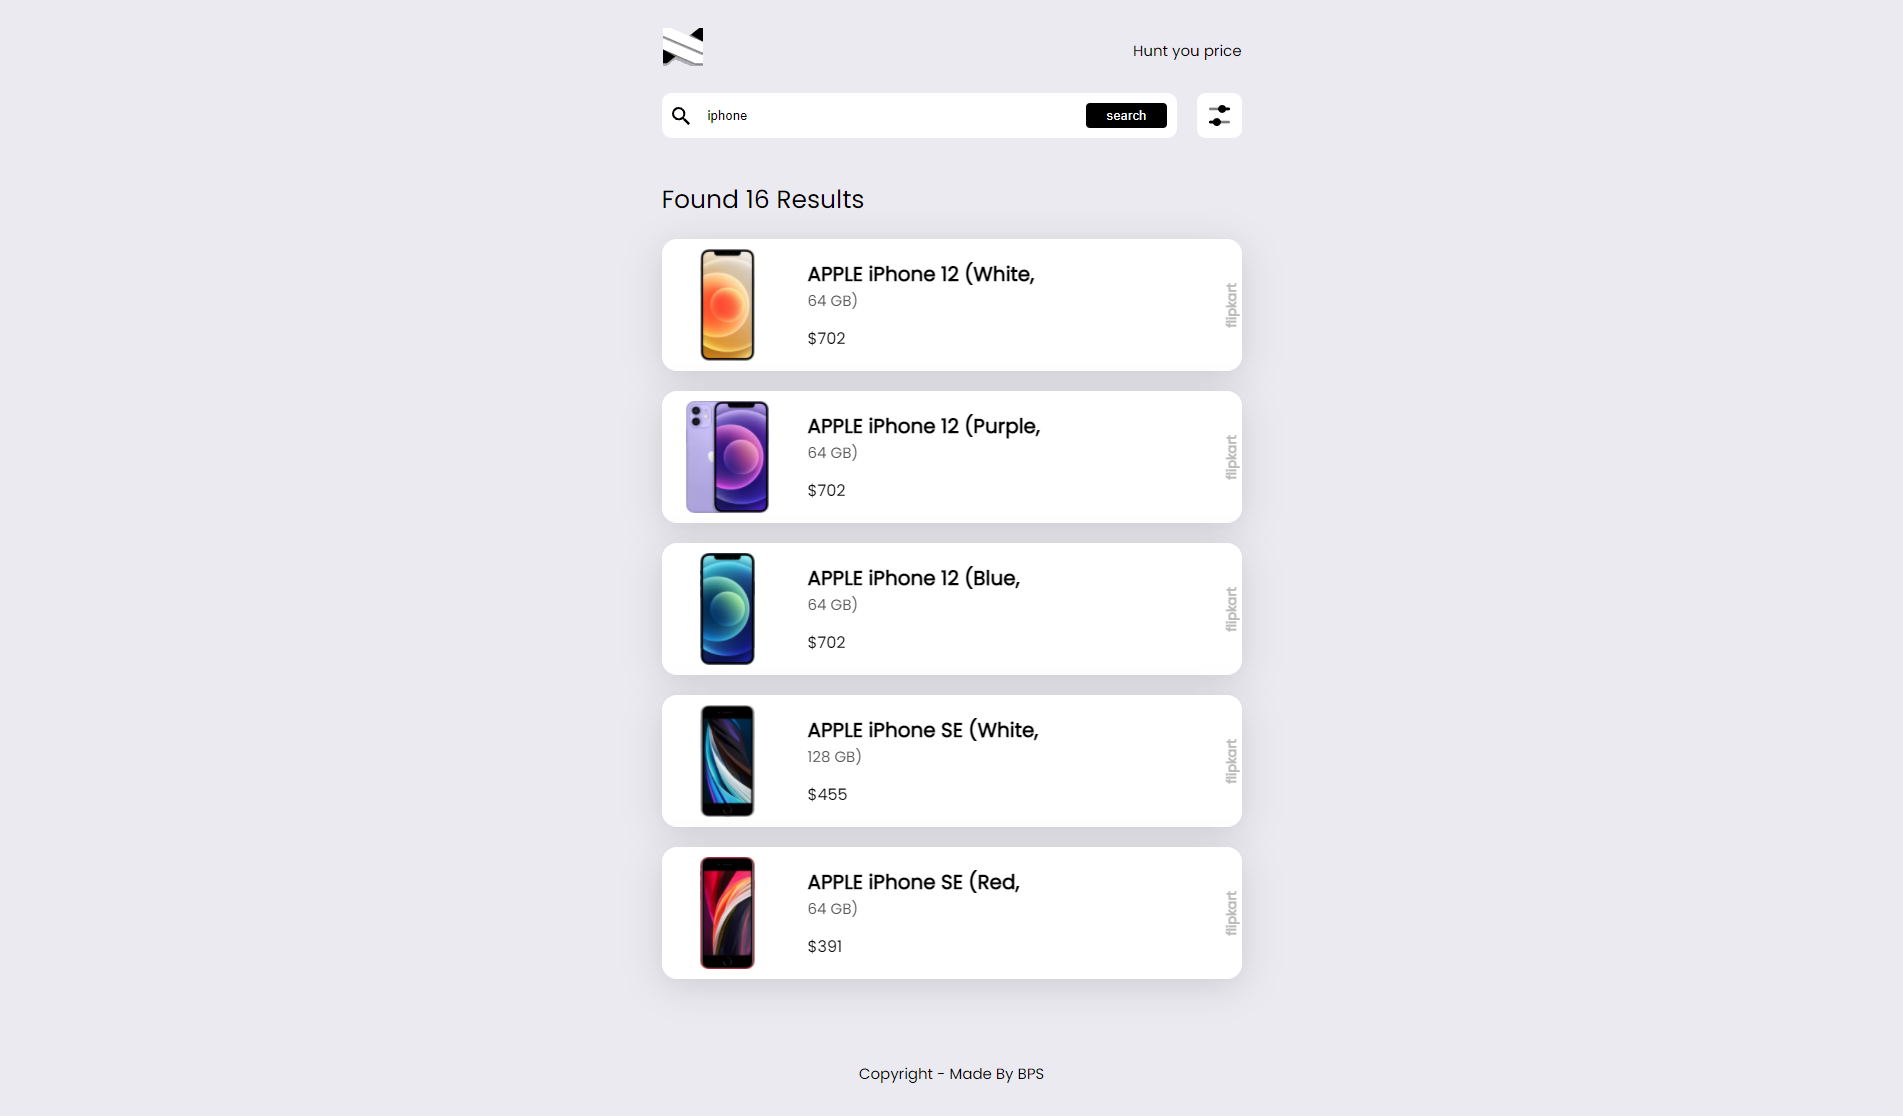 Hunt you price
iphone
search
Found 16 Results
APPLE iPhone 12 (White,
64 GB)
$702
flipkart
APPLE iPhone 12 (Purple,
64 GB)
$702
flipkart
APPLE iPhone 12 (Blue,
64 GB)
$702
flipkart
APPLE iPhone SE (White,
128 GB)
$455
flipkart
APPLE iPhone SE (Red,
64 GB)
$391
flipkart
Copyright - Made By BPS